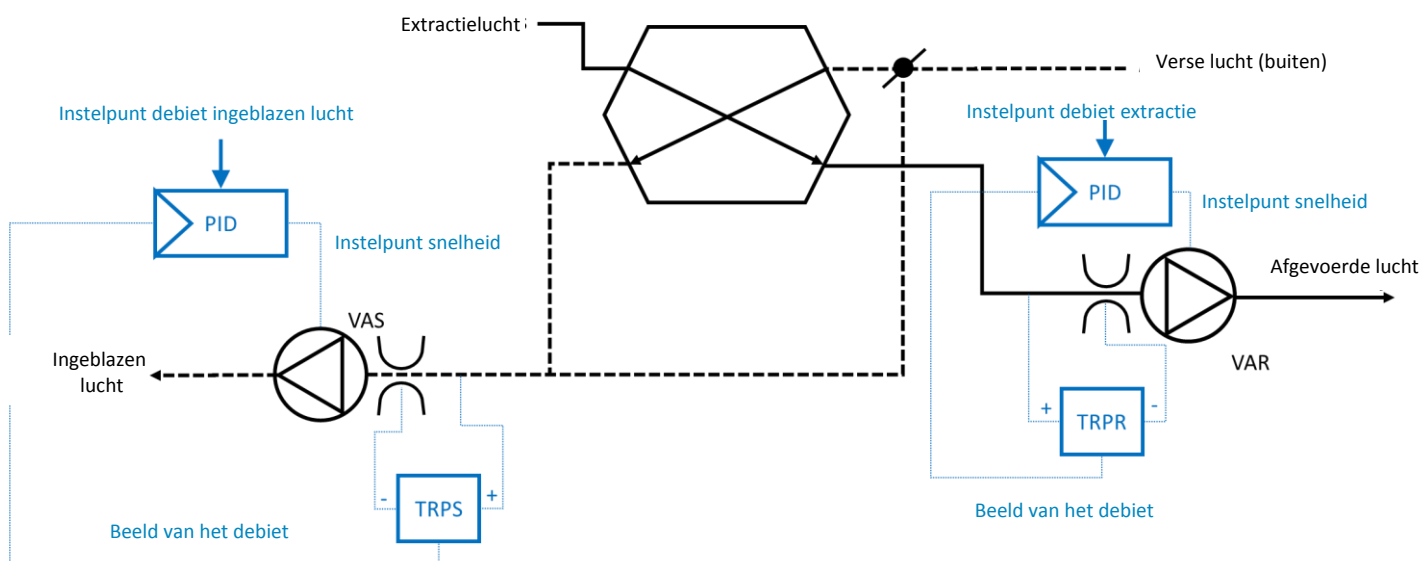 Extractielucht
Verse lucht (buiten)
Instelpunt debiet ingeblazen lucht
Instelpunt debiet extractie
PID
PID
Instelpunt snelheid
Instelpunt snelheid
Afgevoerde lucht
VAS
VAR
Ingeblazen
lucht
+
TRPR
-
-
TRPS
+
Beeld van het debiet
Beeld van het debiet